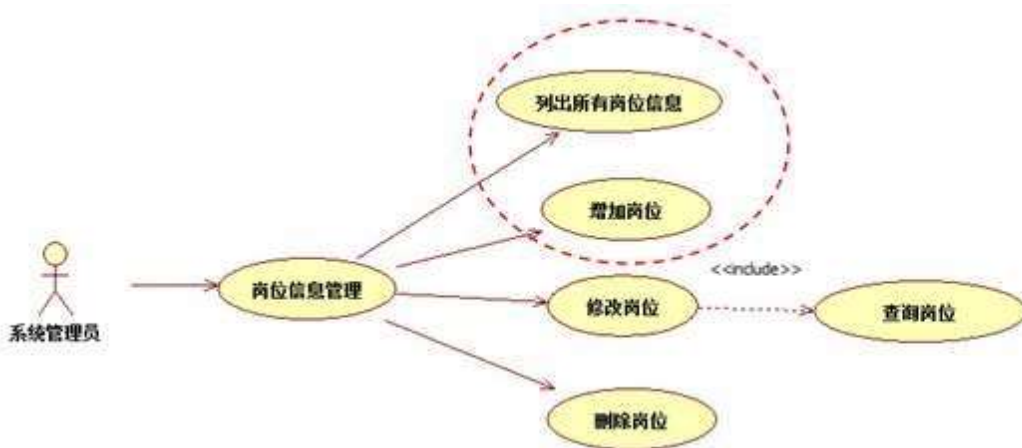 列出所有岗位信息
增加岗位
<<include>>
岗位信息管理
修改岗位
查询岗位
系统管理员
删除岗位